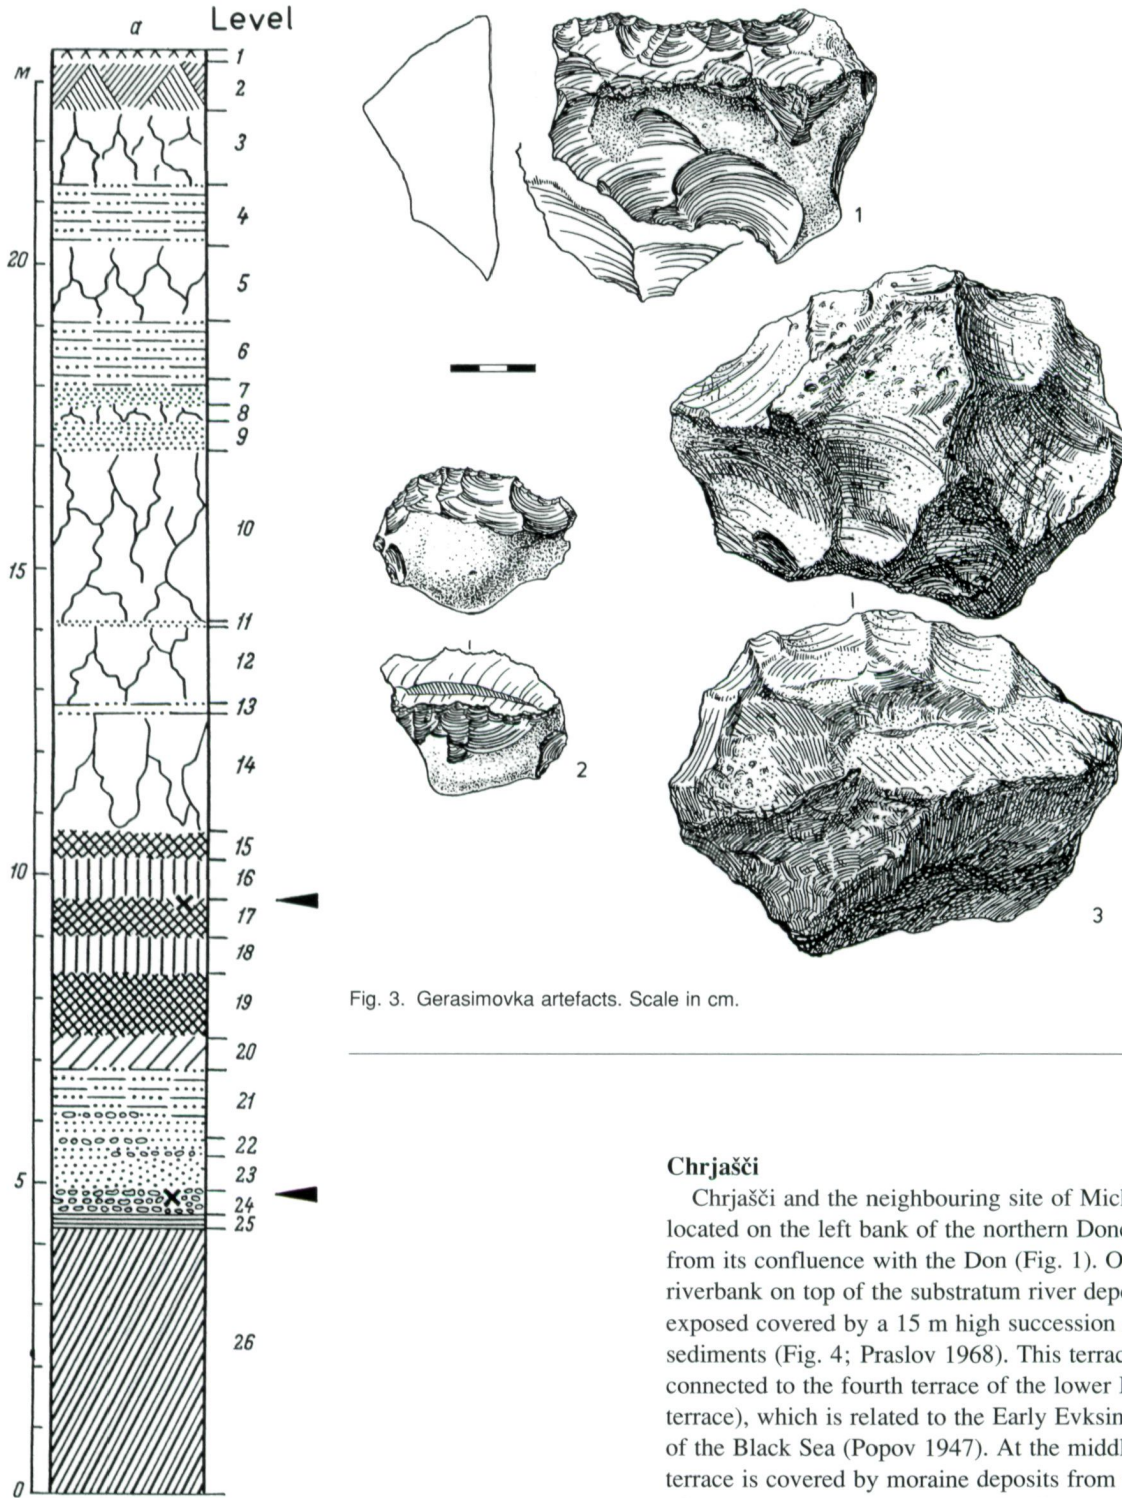 a
Level
M
1
2
3
4
20
5
6
7
8
9
10
15
11
12
13
14
15
10
16
17
18
19
20
21
22
5
23
24
25
26
0
1
2
3
Fig. 3. Gerasimovka artefacts. Scale in cm.
Chrjašči
Chrjašči and the neighbouring site of
located on the left bank of the northern
from its confluence with the Don (Fig. 1).
riverbank on top of the substratum river
exposed covered by a 15 m high succession
sediments (Fig. 4; Praslov 1968). This
connected to the fourth terrace of the lower
terrace), which is related to the Early
of the Black Sea (Popov 1947). At the
terrace is covered by moraine deposits from